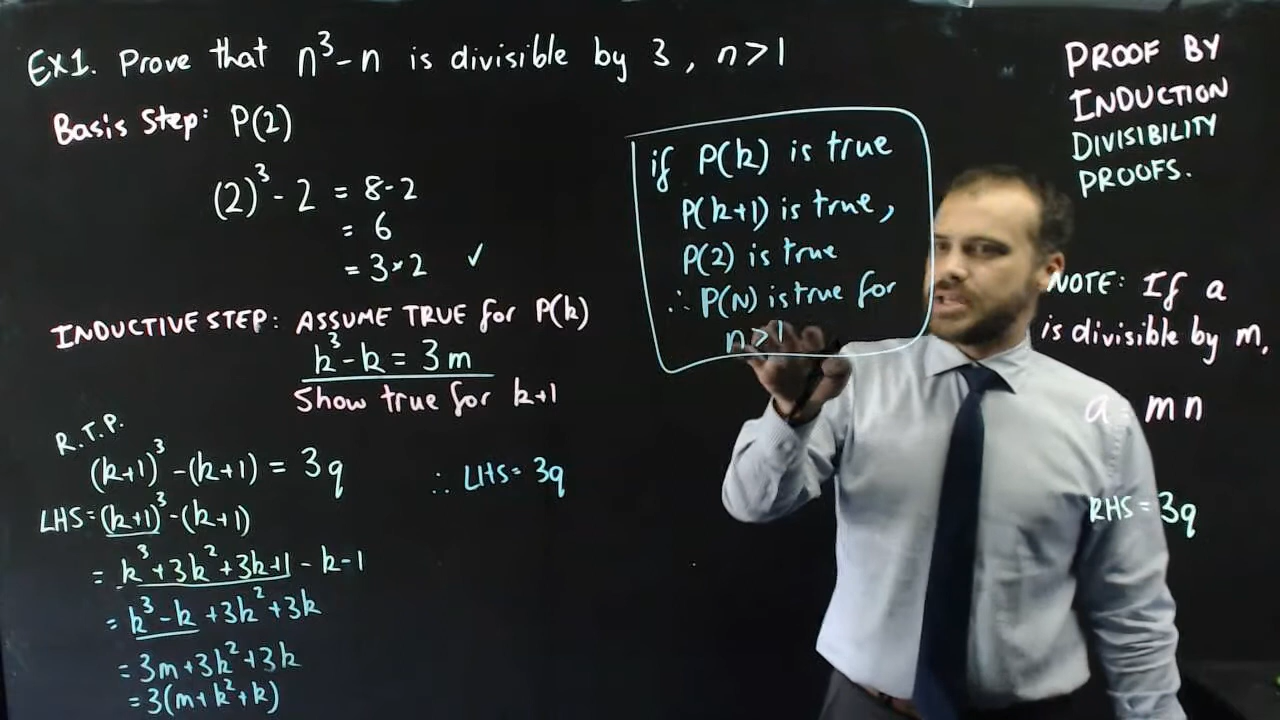 Ex1. Prove that n³-n is divisible by 3, n>1
Basis Step: P(2)
(2)³ - 2 = 8-2
= 6
= 3×2 ✓
INDUCTIVE STEP: ASSUME TRUE for P(k)
k³-k = 3m
Show true for k+1
R.T.P.
(k+1)³ -(k+1) = 3q
LHS = (k+1)³-(k+1)
= k³+3k²+3k+1 - k-1
= k³-k +3k²+3k
= 3m+3k²+3k
= 3(m+k²+k)
∴ LHS = 3q
if P(k) is true
P(k+1) is true,
P(2) is true
∴ P(N) is true for
n>1
PROOF BY
INDUCTION
DIVISIBILITY
PROOFS.
NOTE: If a
is divisible by m,
a = mn
RHS = 3q